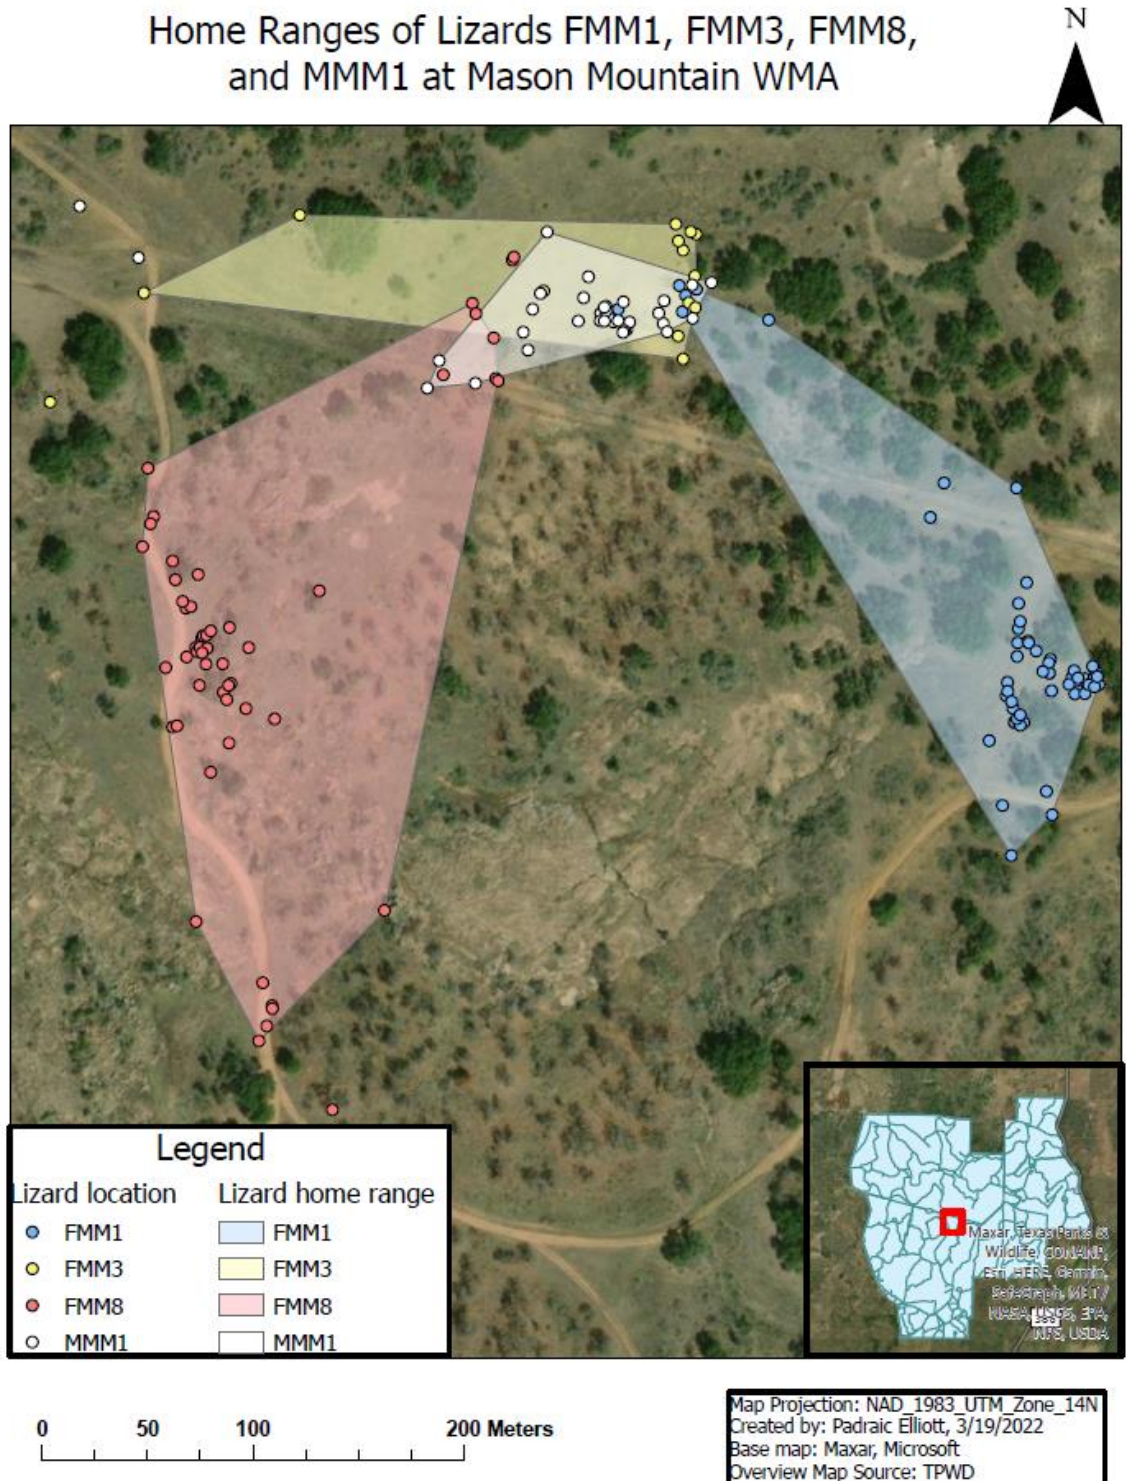 Home Ranges of Lizards FMM1, FMM3, FMM8,
and MMM1 at Mason Mountain WMA
N
Legend
Lizard location Lizard home range
FMM1 FMM1
FMM3 FMM3
FMM8 FMM8
MMM1 MMM1
Maxar, Texas Parks &
Wildlife, CONANP,
Esri, HERE, Garmin,
SafeGraph, METI/
NASA, USGS, EPA,
NPS, USDA
0 50 100 200 Meters
Map Projection: NAD_1983_UTM_Zone_14N
Created by: Padraic Elliott, 3/19/2022
Base map: Maxar, Microsoft
Overview Map Source: TPWD